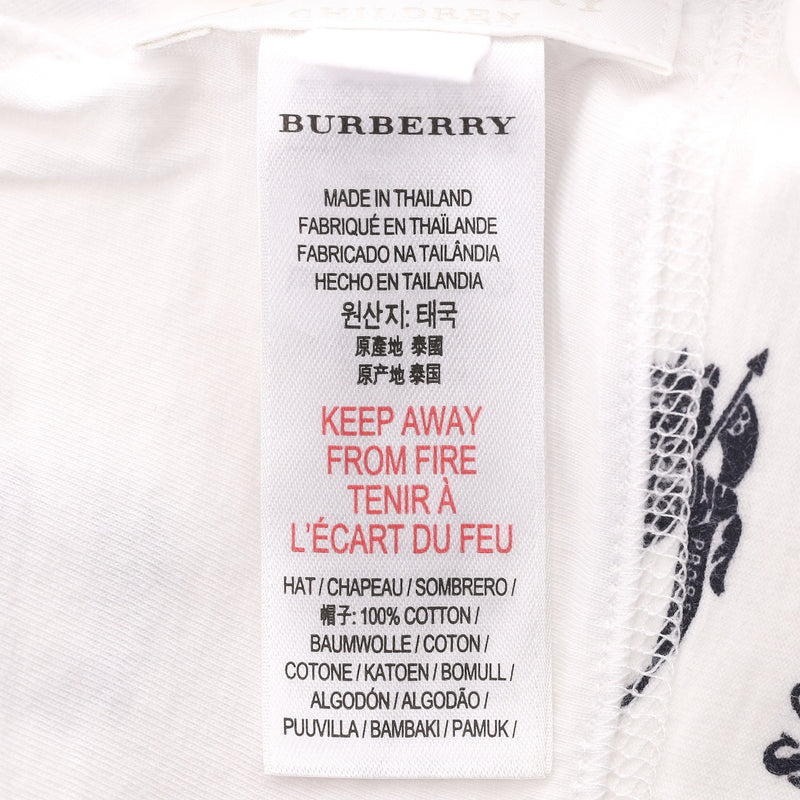 CHILDREN
BURBERRY
MADE IN THAILAND
FABRIQUÉ EN THAÏLANDE
FABRICADO NA TAILÂNDIA
HECHO EN TAILANDIA
원산지: 태국
原產地 泰國
原产地 泰国
KEEP AWAY
FROM FIRE
TENIR À
L'ÉCART DU FEU
HAT / CHAPEAU / SOMBRERO /
帽子: 100% COTTON /
BAUMWOLLE / COTON /
COTONE / KATOEN / BOMULL /
ALGODÓN / ALGODÃO /
PUUVILLA / BAMBAKI / PAMUK /